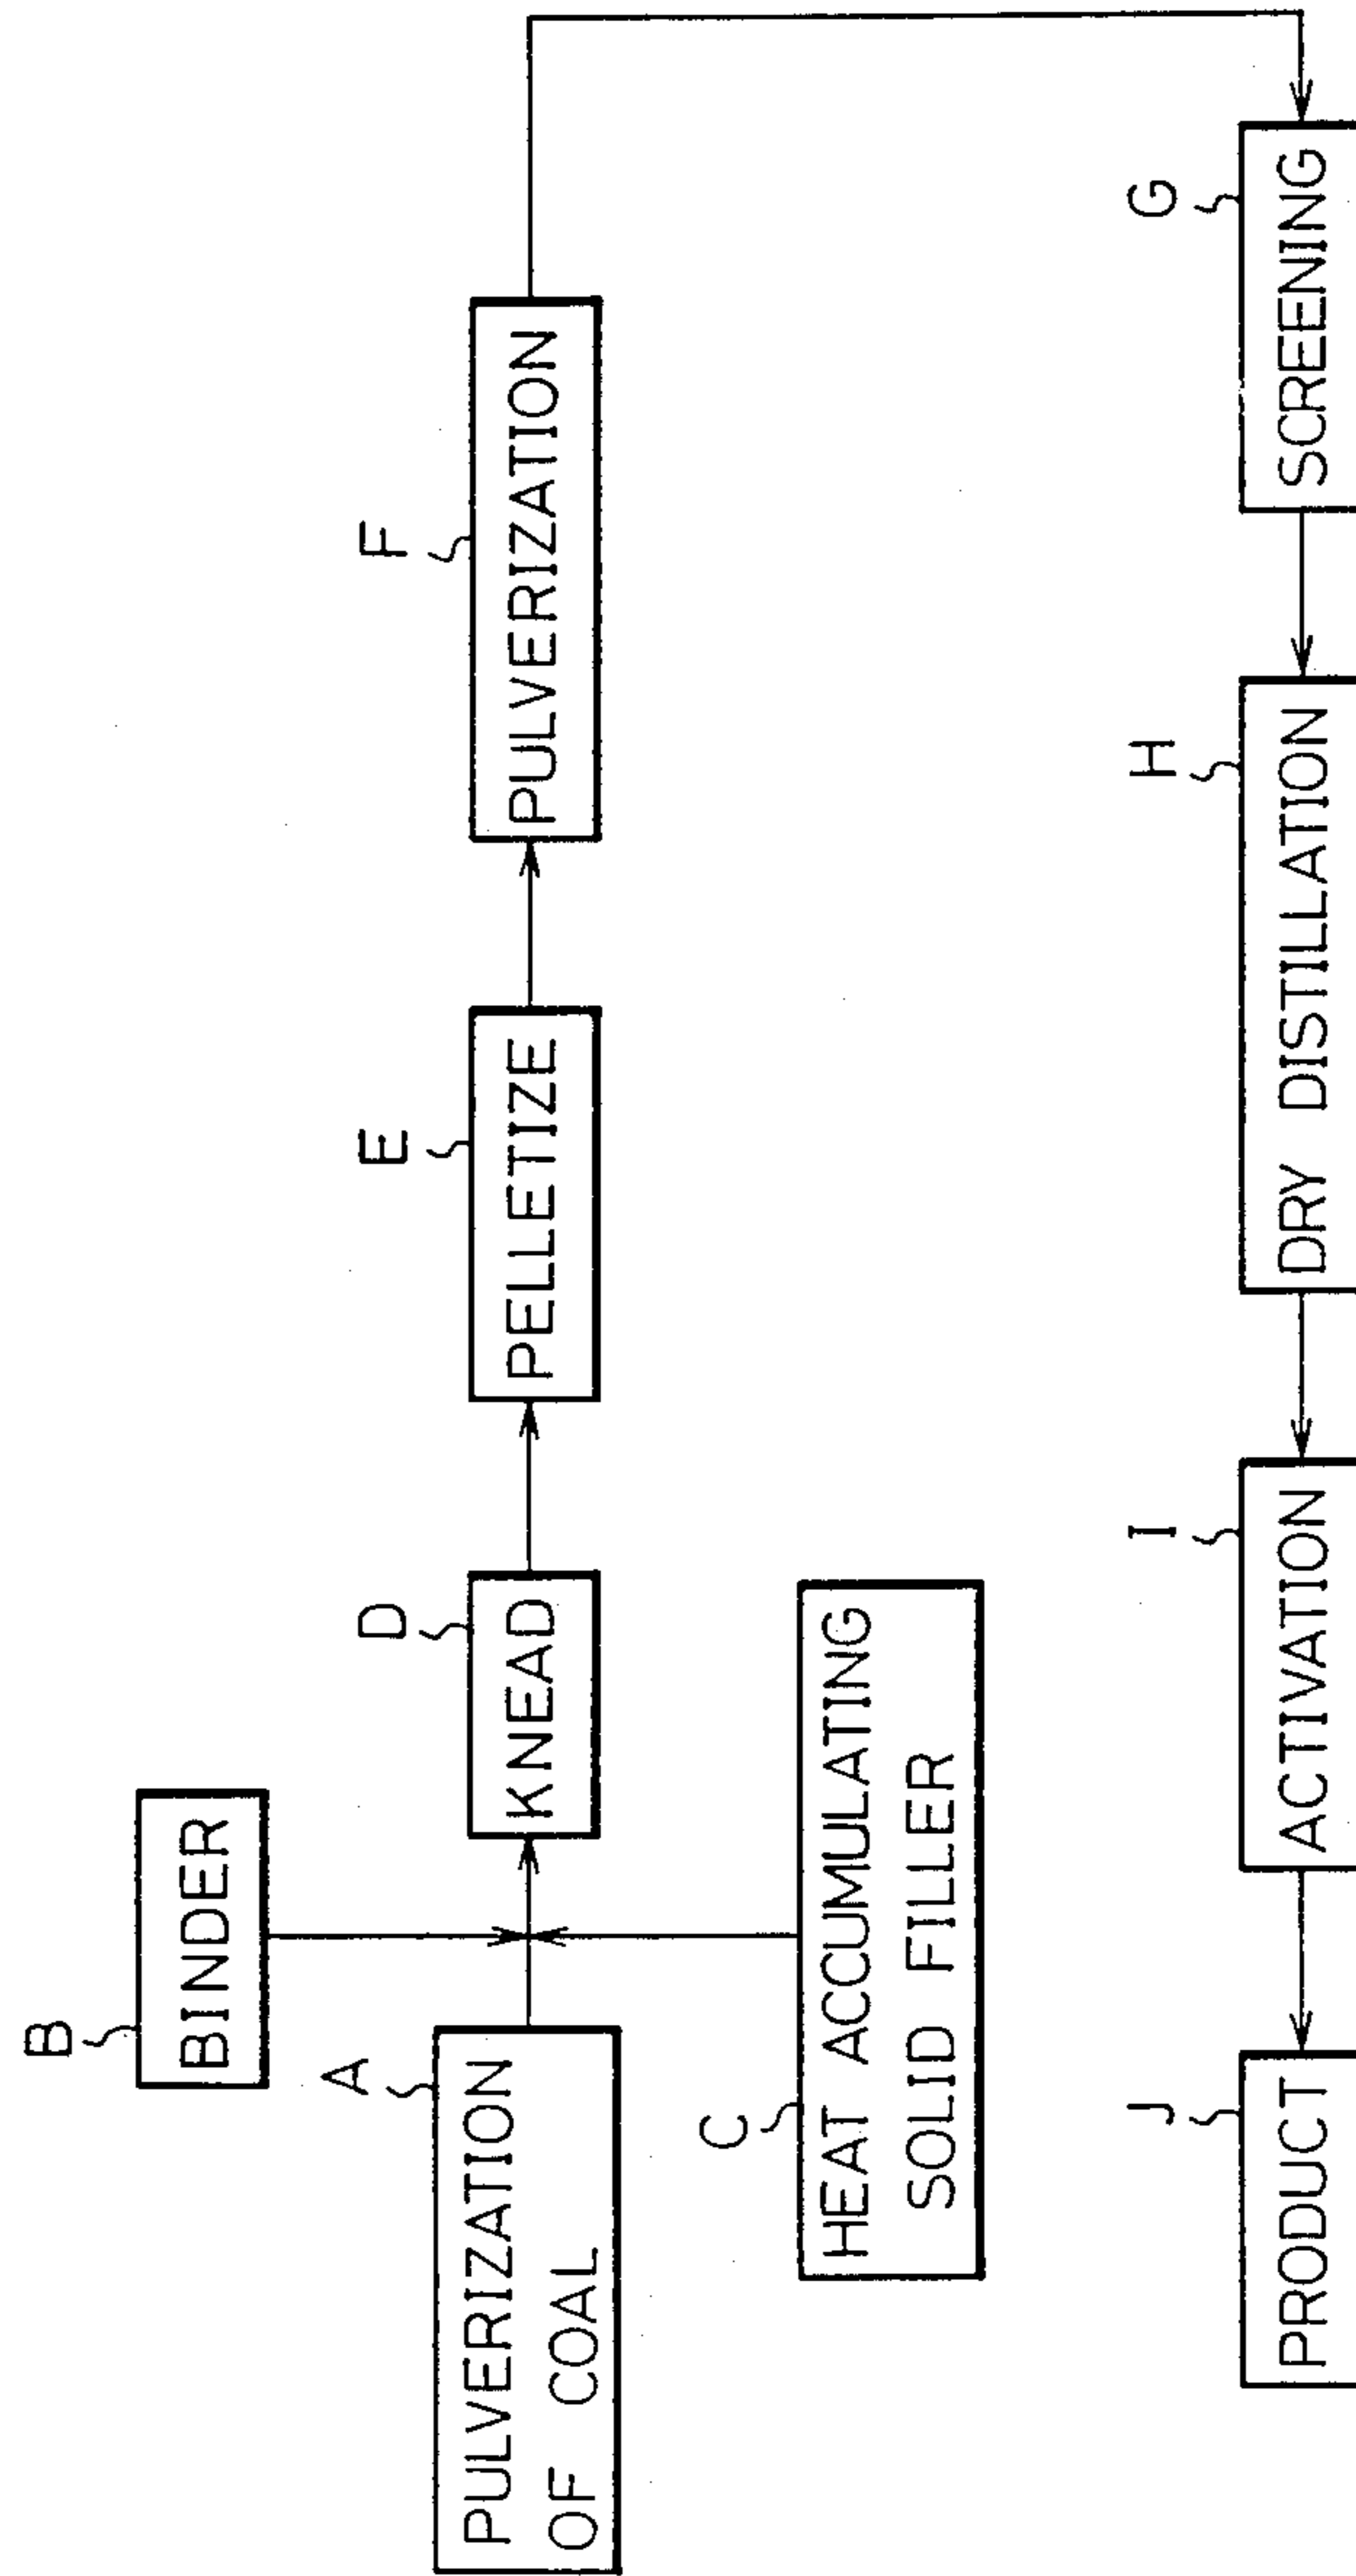 B
BINDER
A
PULVERIZATION
OF COAL
C
HEAT ACCUMULATING
SOLID FILLER
D
KNEAD
E
PELLETIZE
F
PULVERIZATION
G
SCREENING
H
DRY DISTILLATION
I
ACTIVATION
J
PRODUCT